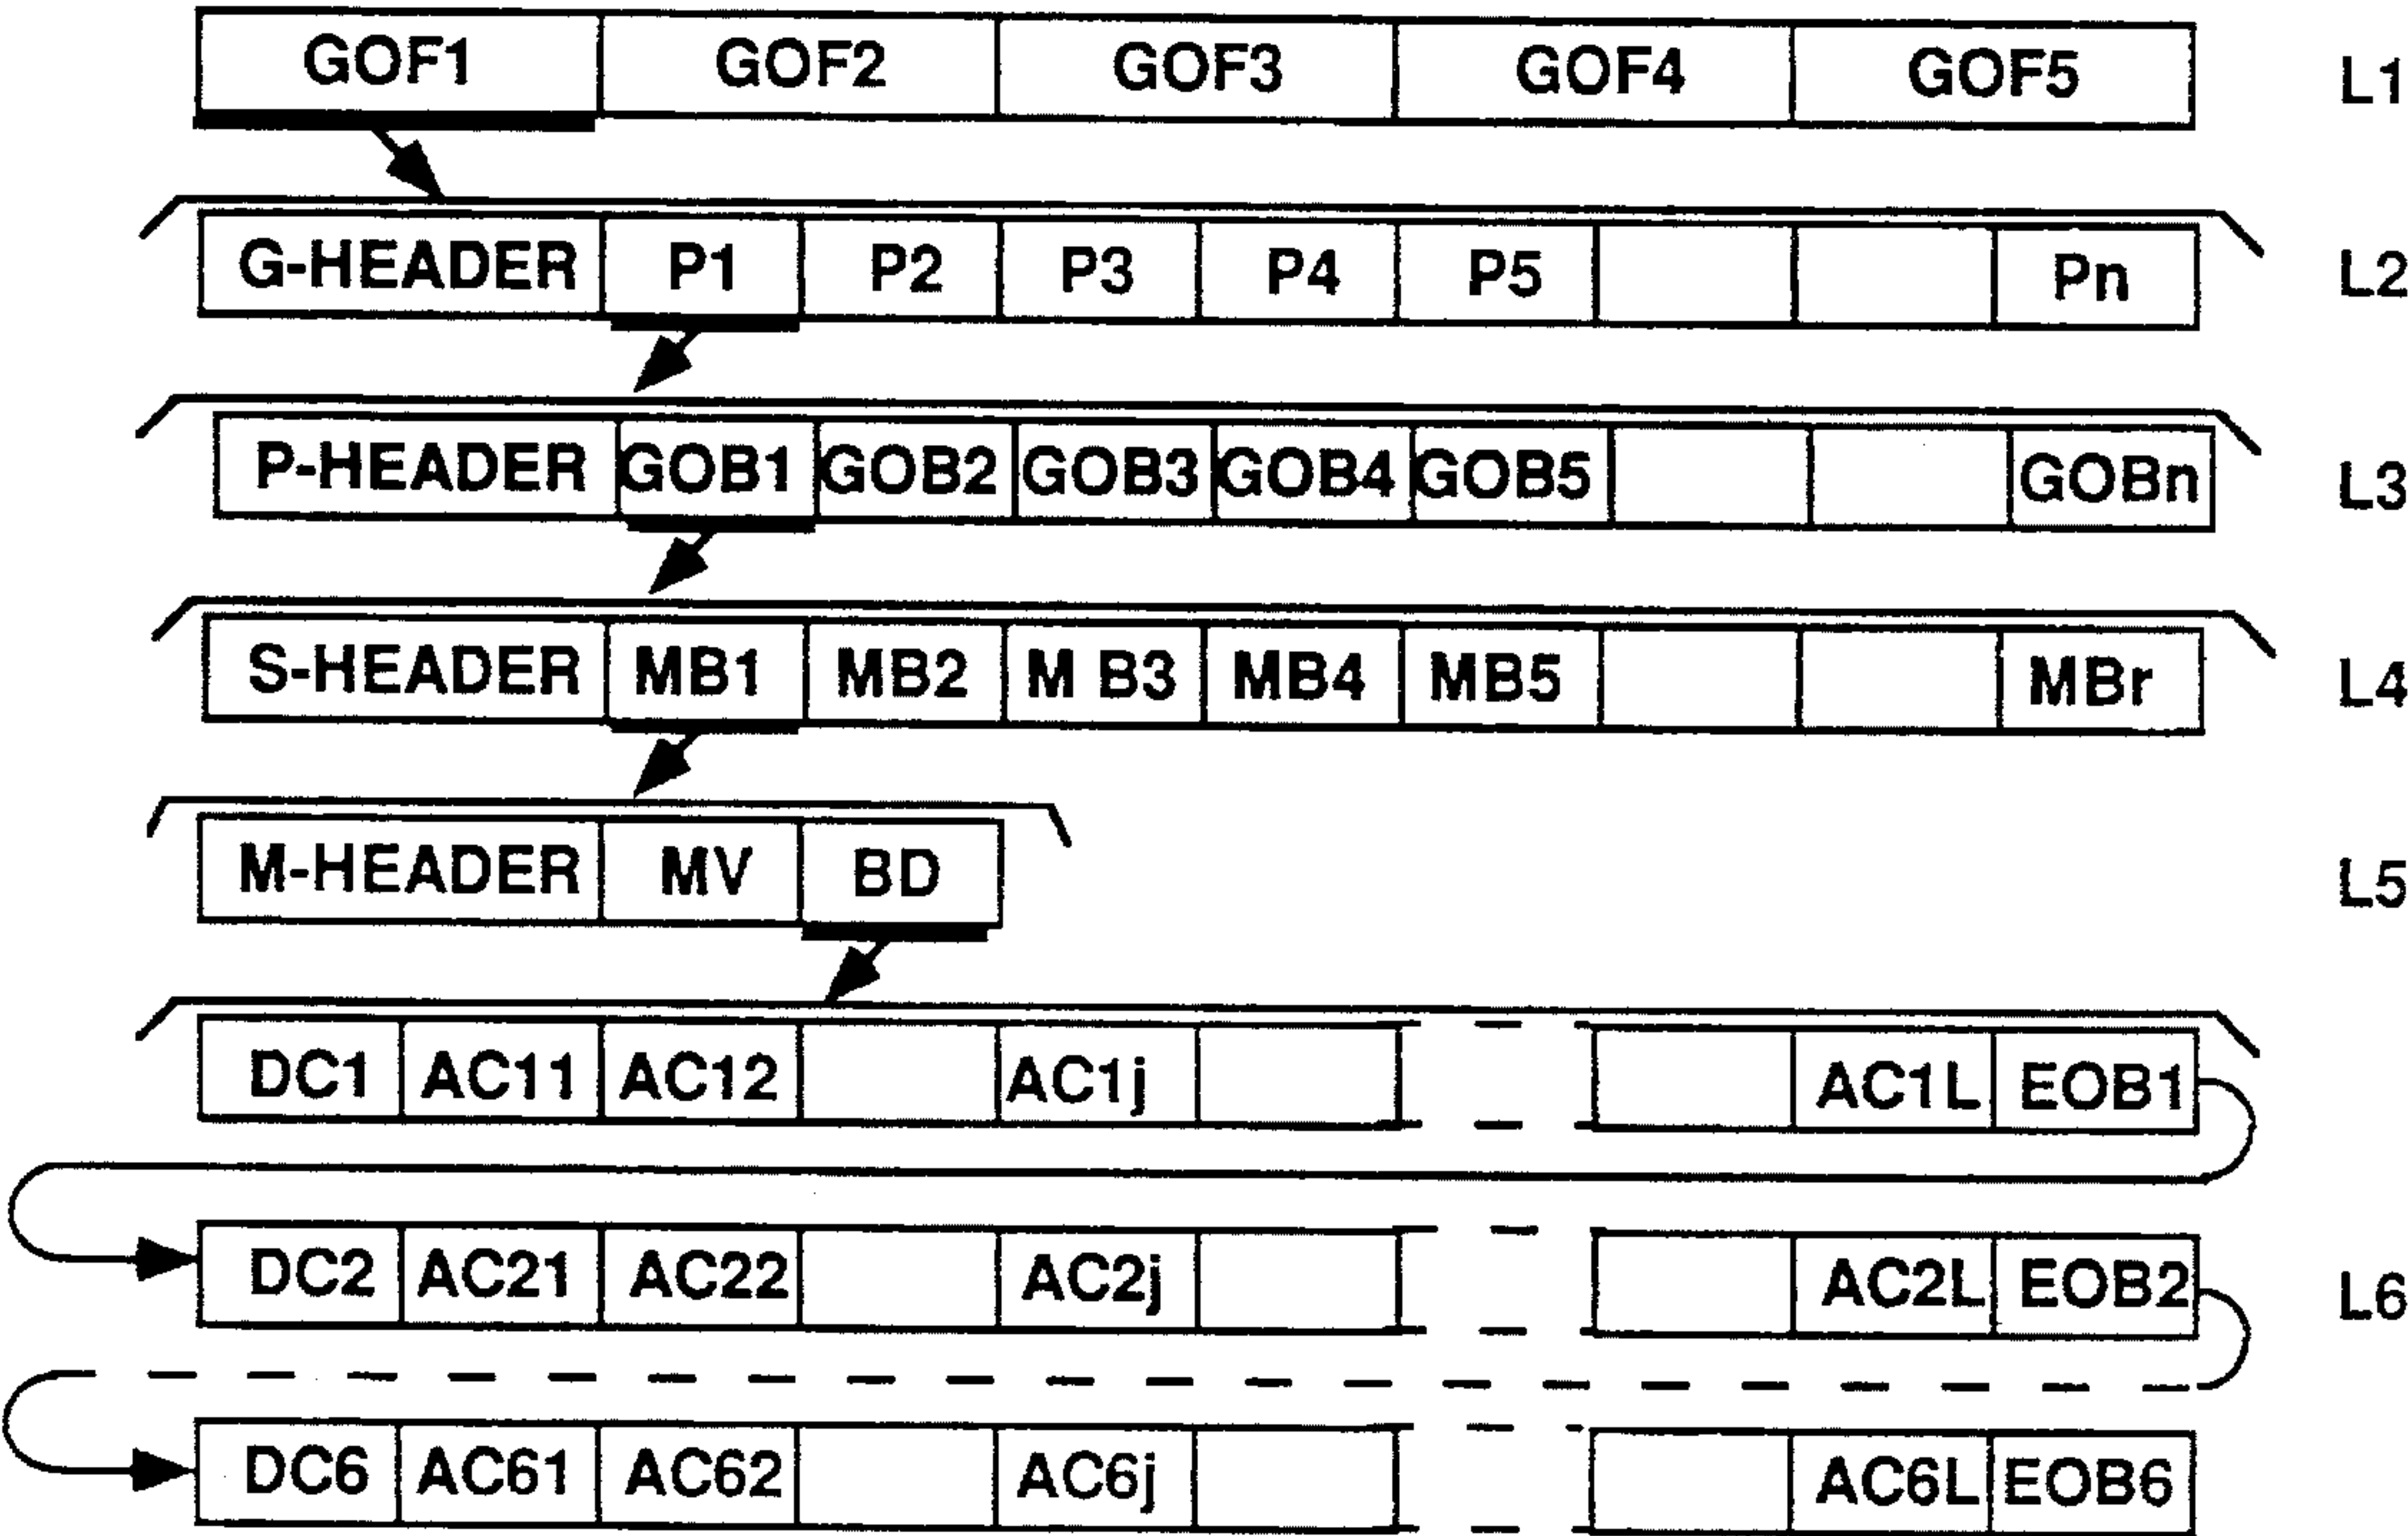 GOF1 GOF2 GOF3 GOF4 GOF5 L1
G-HEADER P1 P2 P3 P4 P5 Pn L2
P-HEADER GOB1 GOB2 GOB3 GOB4 GOB5 GOBn L3
S-HEADER MB1 MB2 M B3 MB4 MB5 MBr L4
M-HEADER MV BD L5
DC1 AC11 AC12 AC1j AC1L EOB1
DC2 AC21 AC22 AC2j AC2L EOB2 L6
DC6 AC61 AC62 AC6j AC6L EOB6